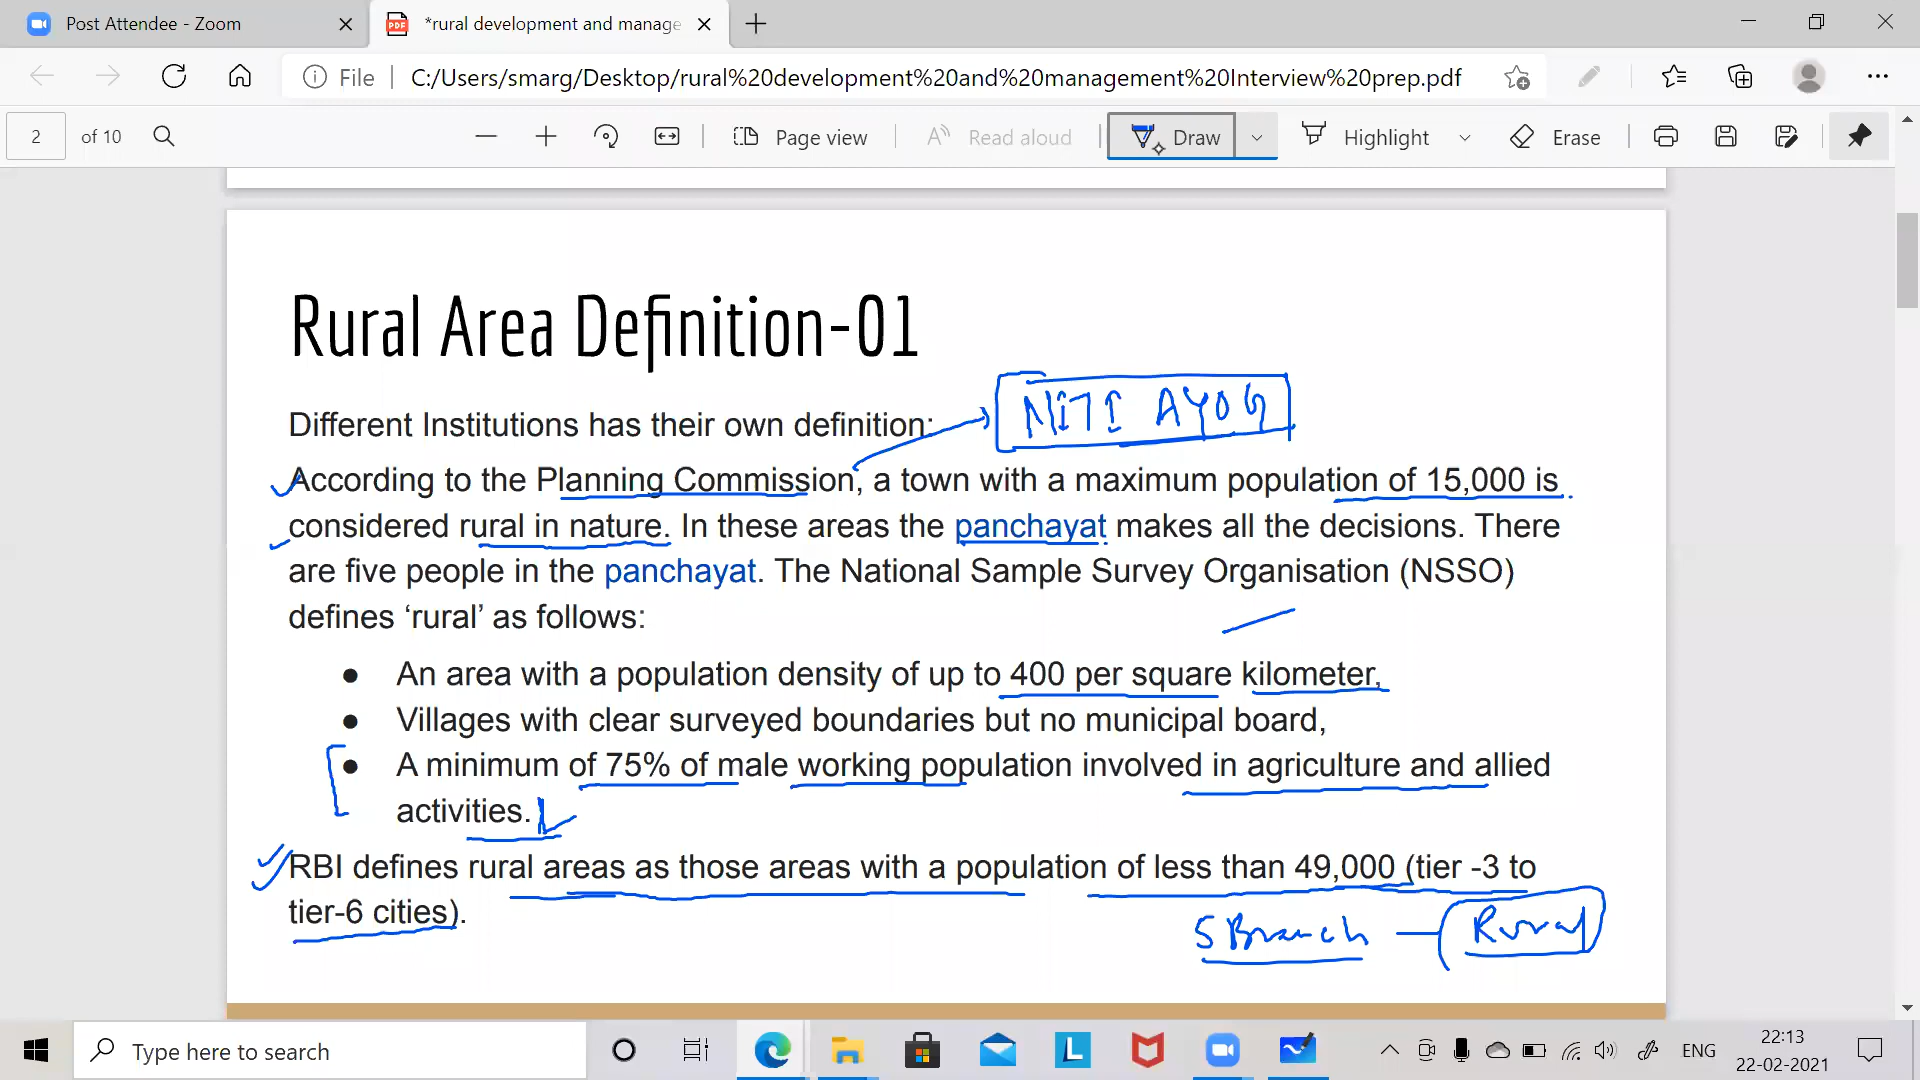 Post Attendee - Zoom
*rural development and manage
File
C:/Users/smarg/Desktop/rural%20development%20and%20management%20Interview%20prep.pdf
2 of 10
Page view
Read aloud
Draw
Highlight
Erase
Rural Area Definition-01
NITI AYOG
Different Institutions has their own definition:
According to the Planning Commission, a town with a maximum population of 15,000 is
considered rural in nature. In these areas the panchayat makes all the decisions. There
are five people in the panchayat. The National Sample Survey Organisation (NSSO)
defines ‘rural’ as follows:
● An area with a population density of up to 400 per square kilometer,
● Villages with clear surveyed boundaries but no municipal board,
● A minimum of 75% of male working population involved in agriculture and allied
activities.
RBI defines rural areas as those areas with a population of less than 49,000 (tier -3 to
tier-6 cities).
5 Branch — Rural
Type here to search
ENG
22:13
22-02-2021